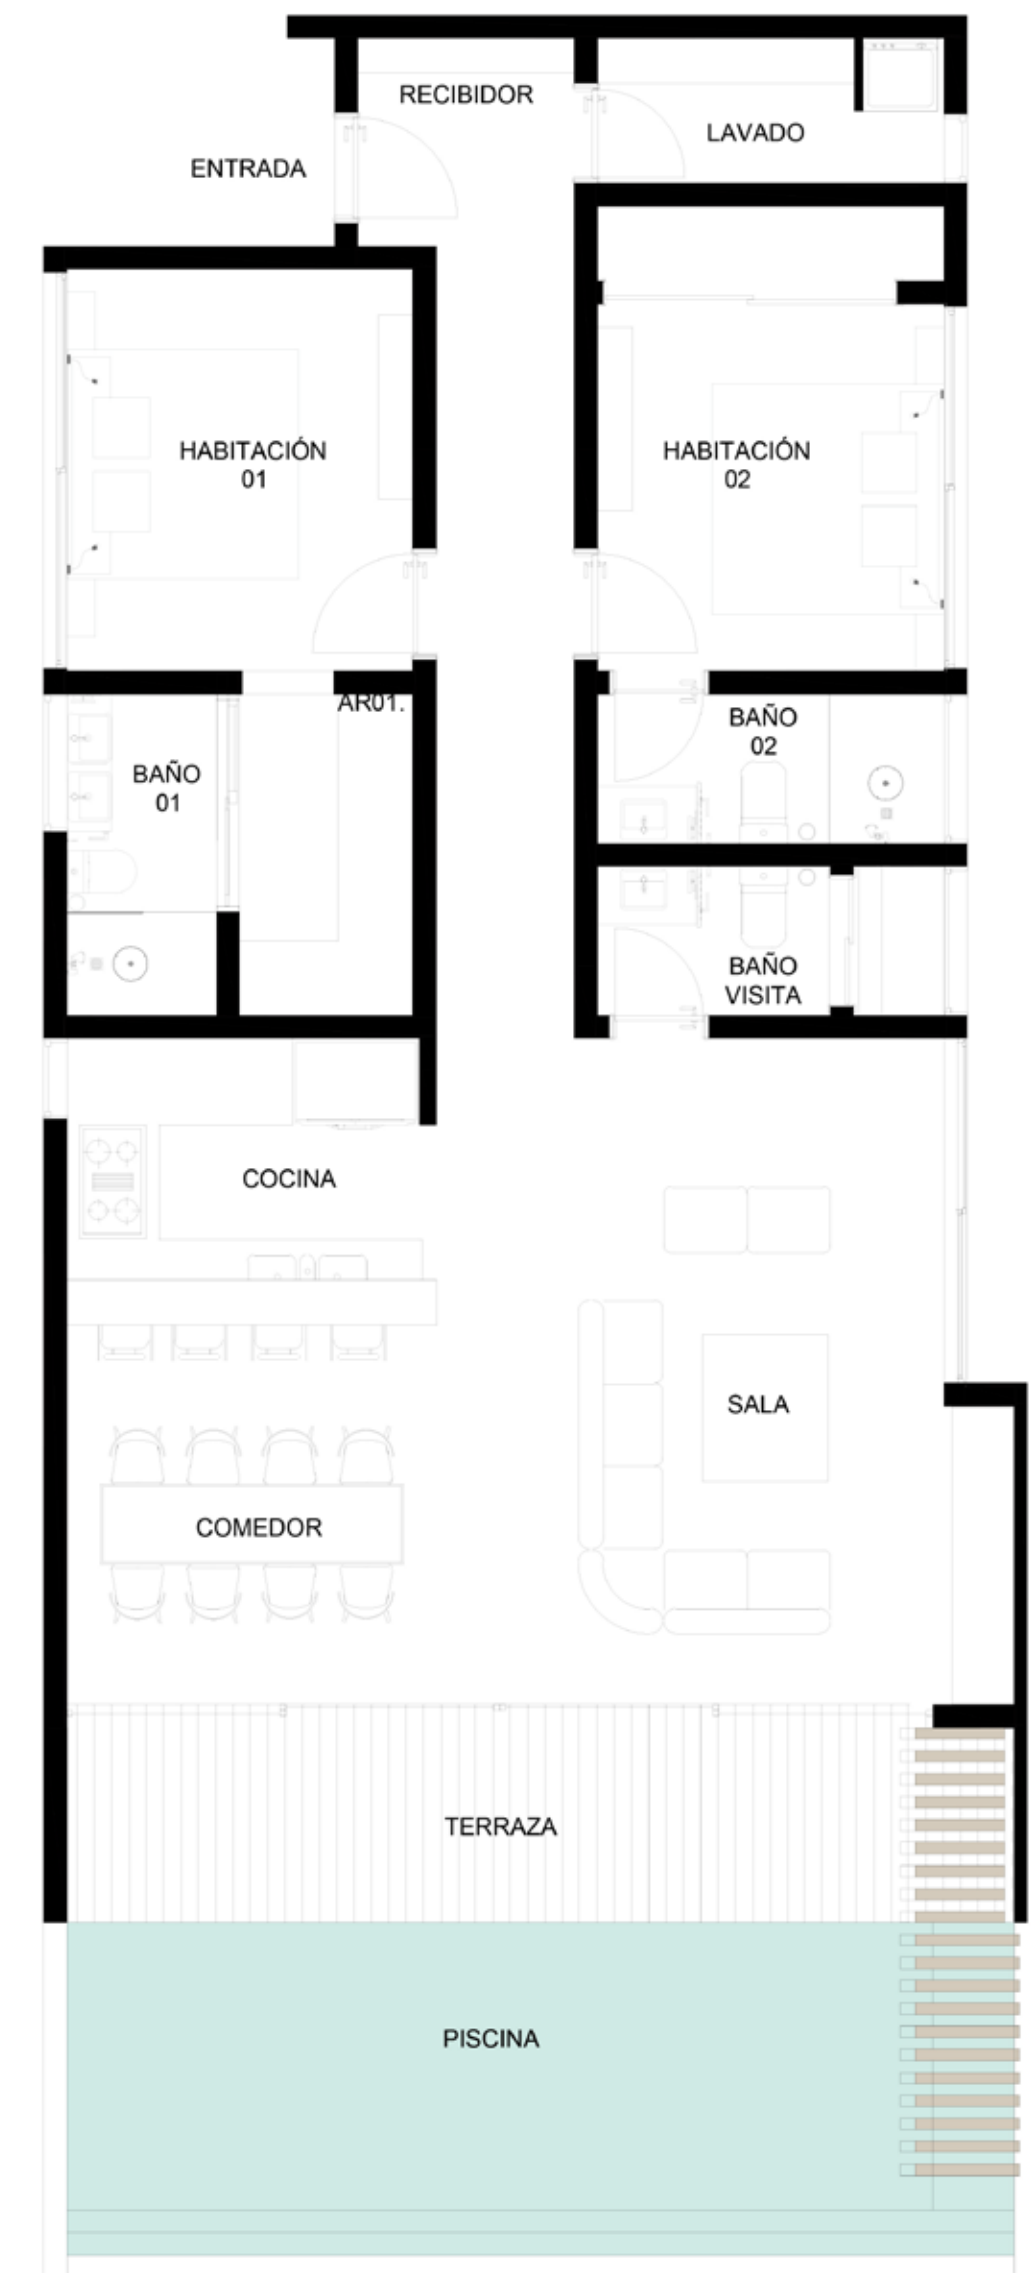 RECIBIDOR
LAVADO
ENTRADA
HABITACIÓN
01
HABITACIÓN
02
AR01.
BAÑO
01
BAÑO
02
BAÑO
VISITA
COCINA
SALA
COMEDOR
TERRAZA
PISCINA